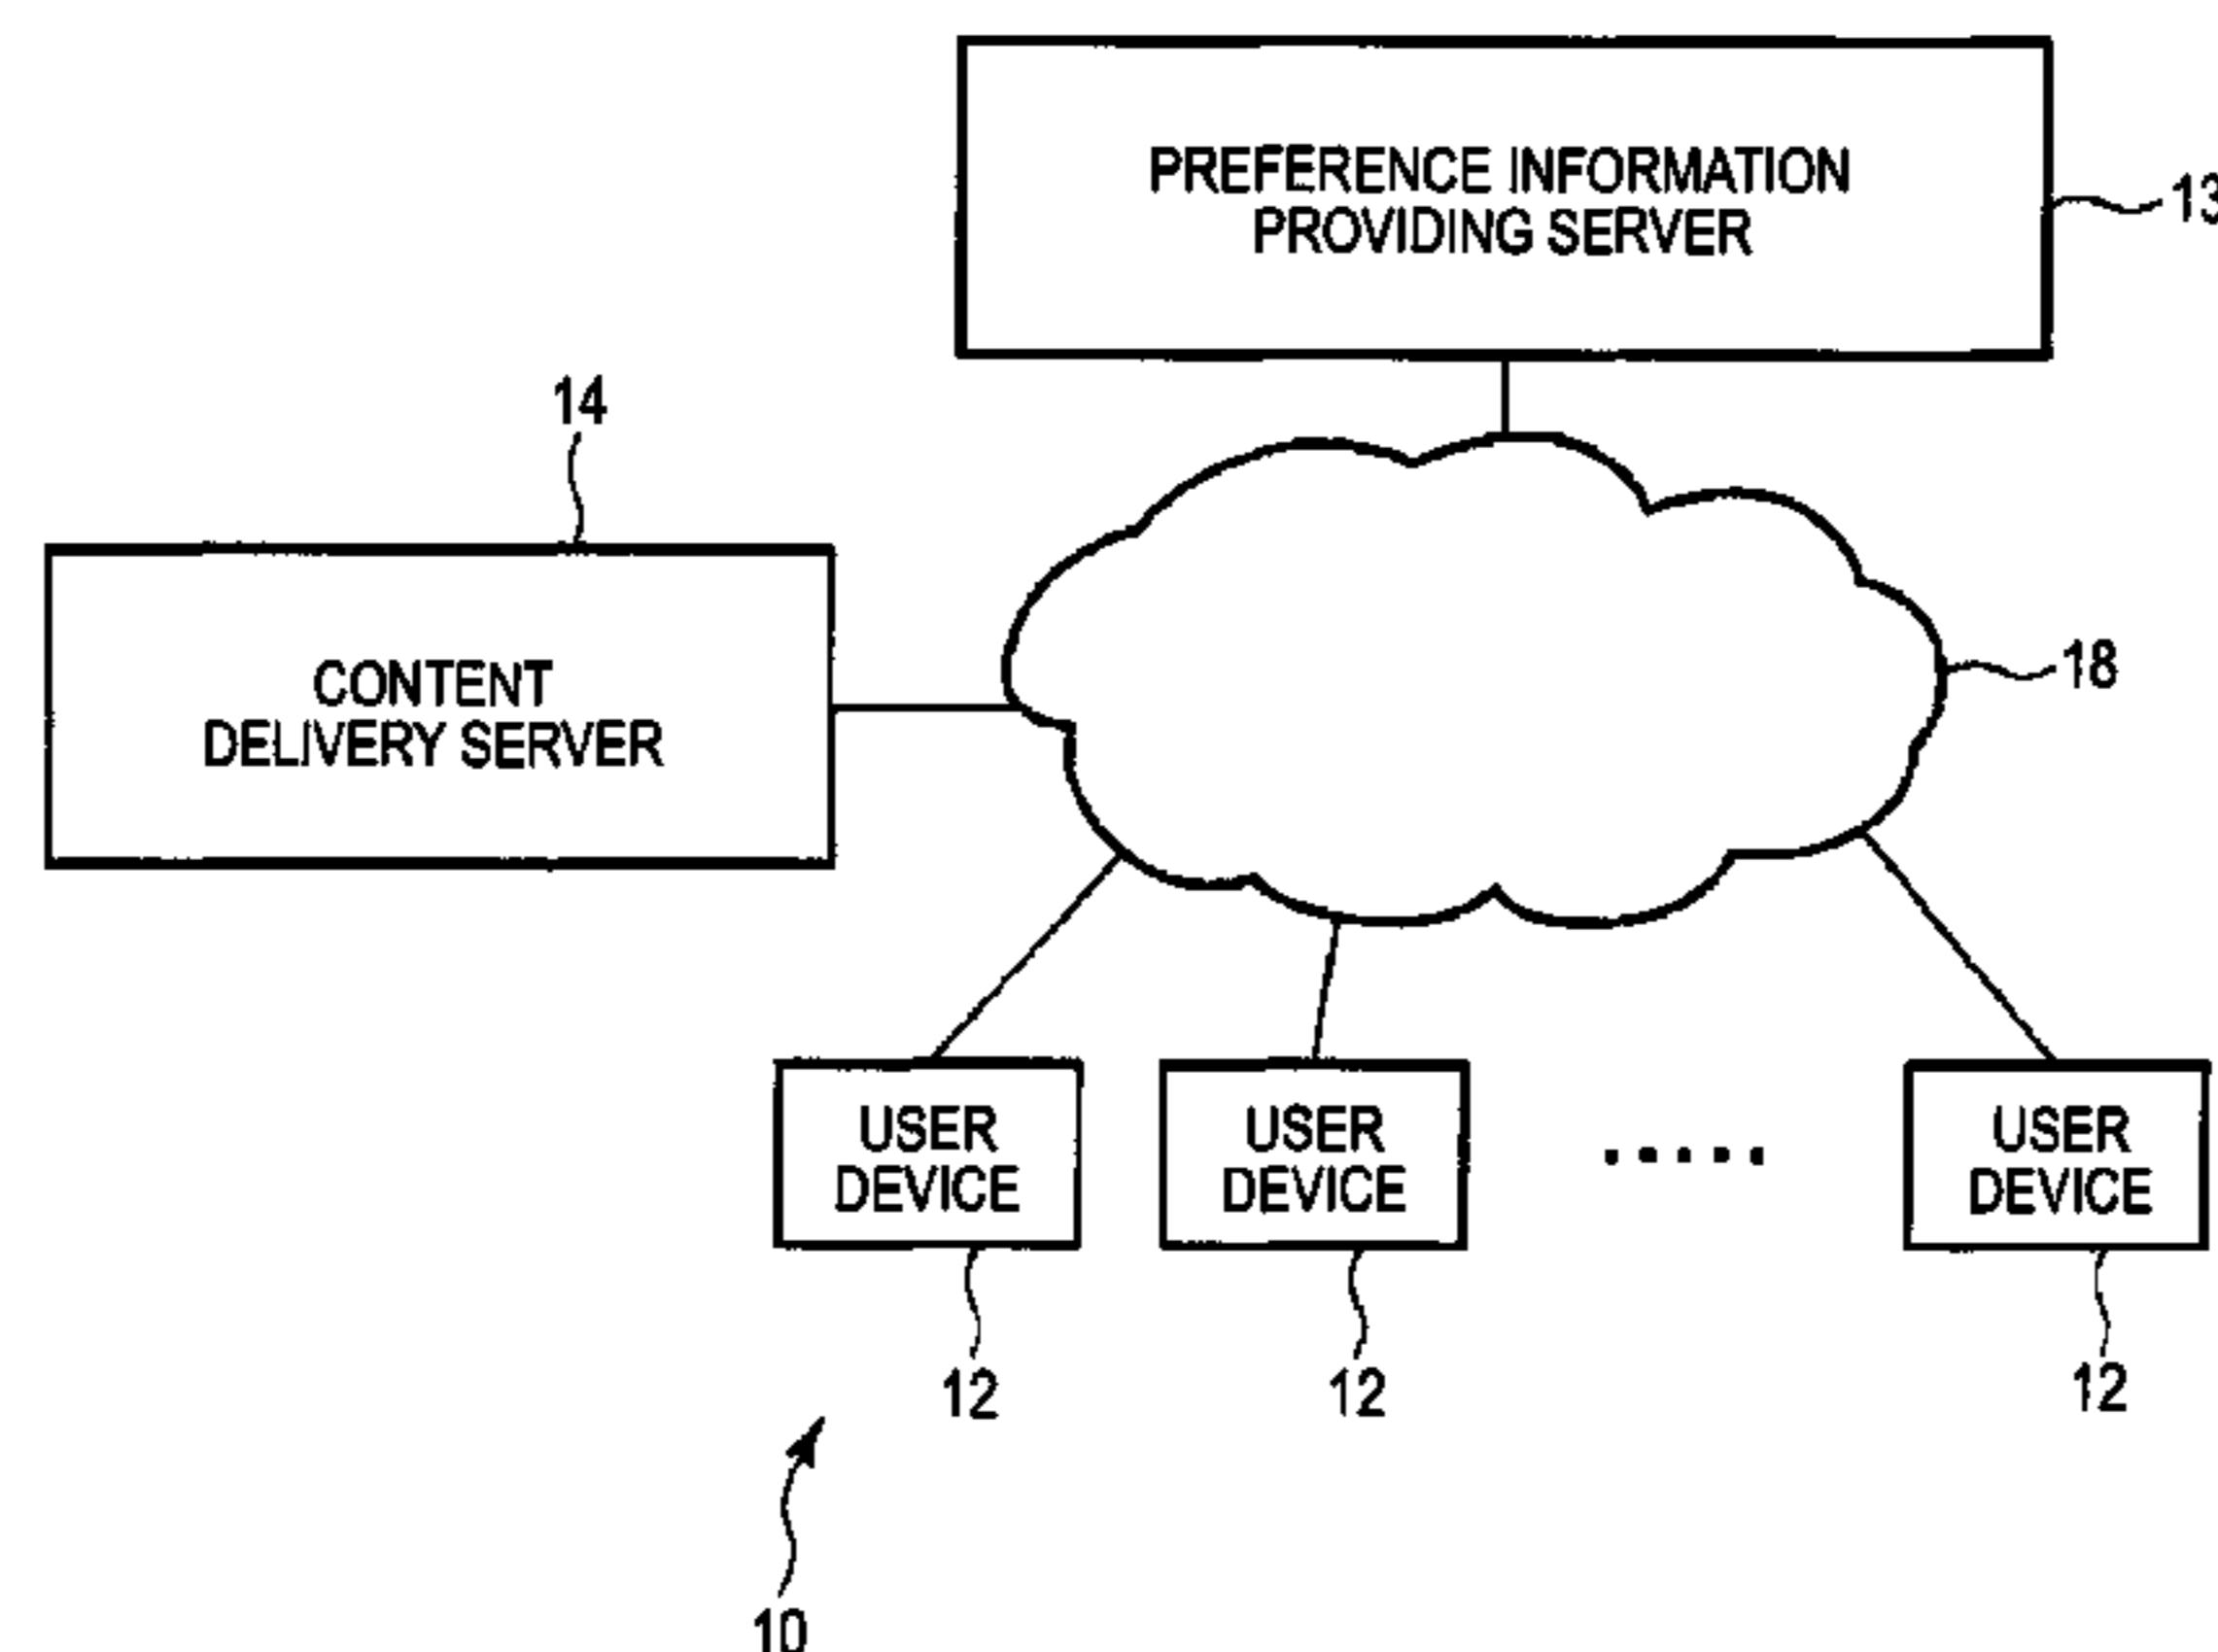 PREFERENCE INFORMATION
PROVIDING SERVER
13
14
CONTENT
DELIVERY SERVER
18
USER
DEVICE
USER
DEVICE
USER
DEVICE
12
12
12
10